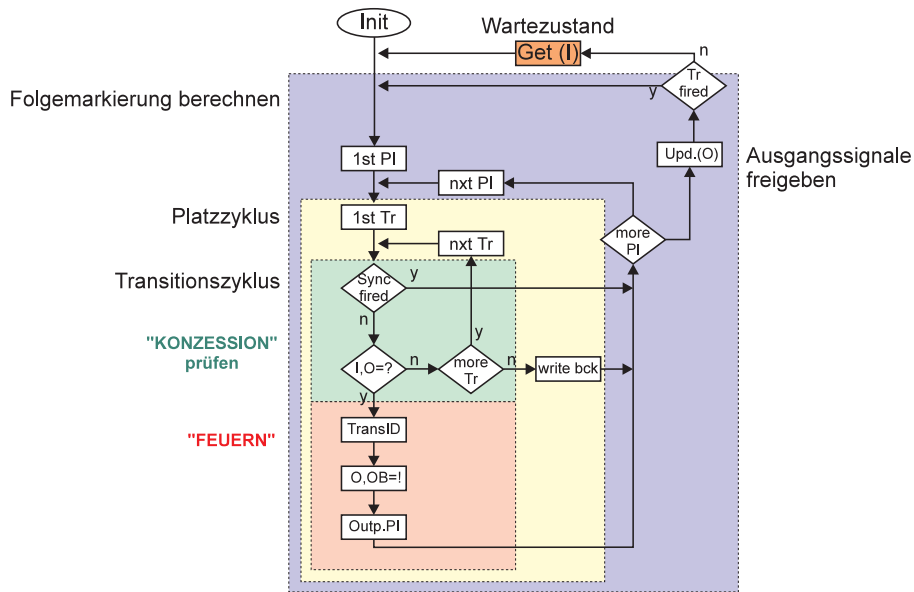 Init
Wartezustand
Get (I)
n
Tr
fired
y
Folgemarkierung berechnen
1st Pl
Upd.(O)
Ausgangssignale
freigeben
nxt Pl
Platzzyklus
1st Tr
more
Pl
nxt Tr
Transitionszyklus
Sync
fired
y
n
y
"KONZESSION"
prüfen
I,O=?
n
more
Tr
n
write bck
y
"FEUERN"
TransID
O,OB=!
Outp.Pl